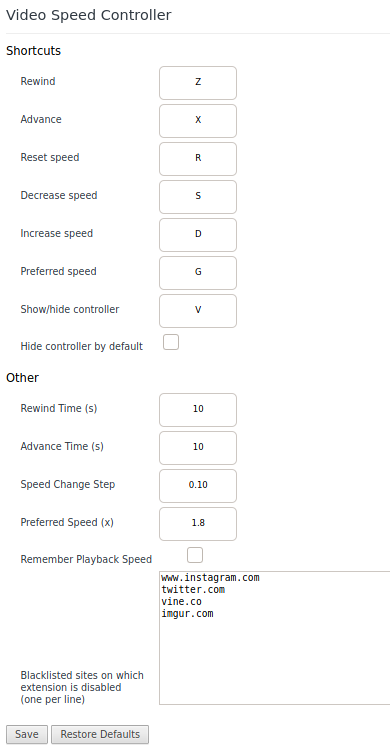 Video Speed Controller
Shortcuts
Rewind Z
Advance X
Reset speed R
Decrease speed S
Increase speed D
Preferred speed G
Show/hide controller V
Hide controller by default
Other
Rewind Time (s) 10
Advance Time (s) 10
Speed Change Step 0.10
Preferred Speed (x) 1.8
Remember Playback Speed
www.instagram.com
twitter.com
vine.co
imgur.com
Blacklisted sites on which
extension is disabled
(one per line)
Save Restore Defaults